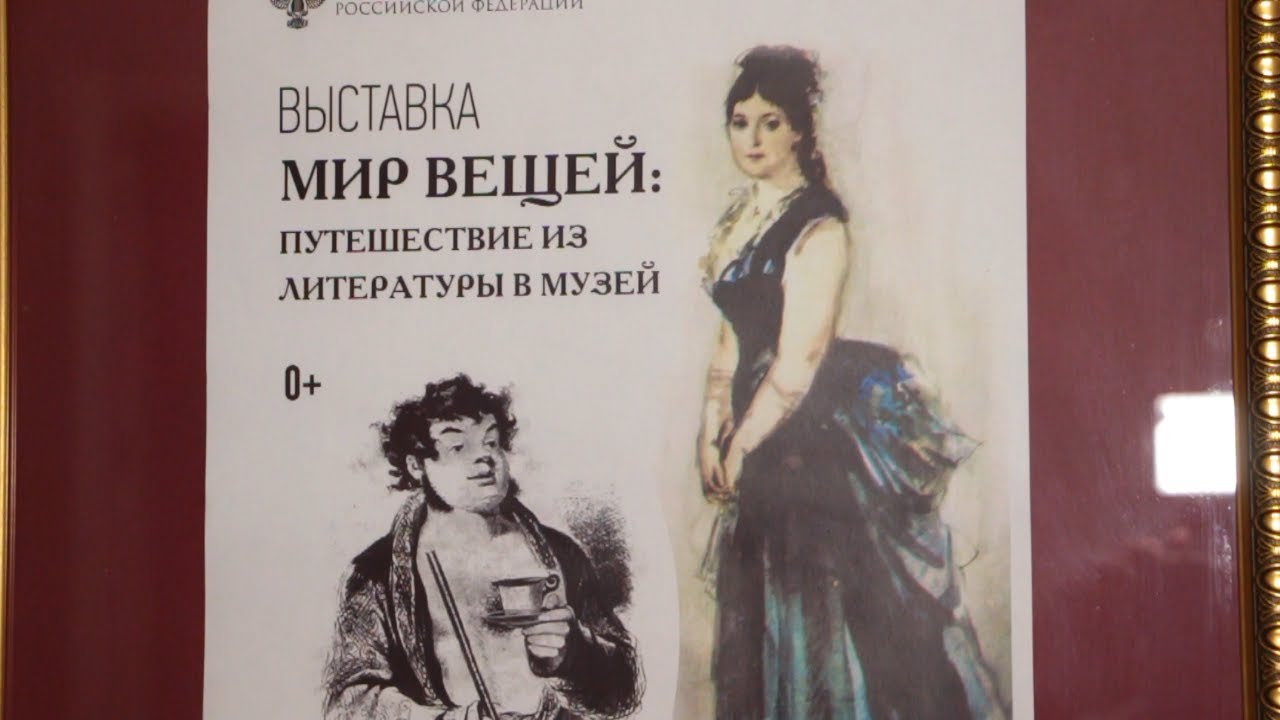 РОССИЙСКОЙ ФЕДЕРАЦИИ
ВЫСТАВКА
МИР ВЕЩЕЙ:
ПУТЕШЕСТВИЕ ИЗ
ЛИТЕРАТУРЫ В МУЗЕЙ
0+